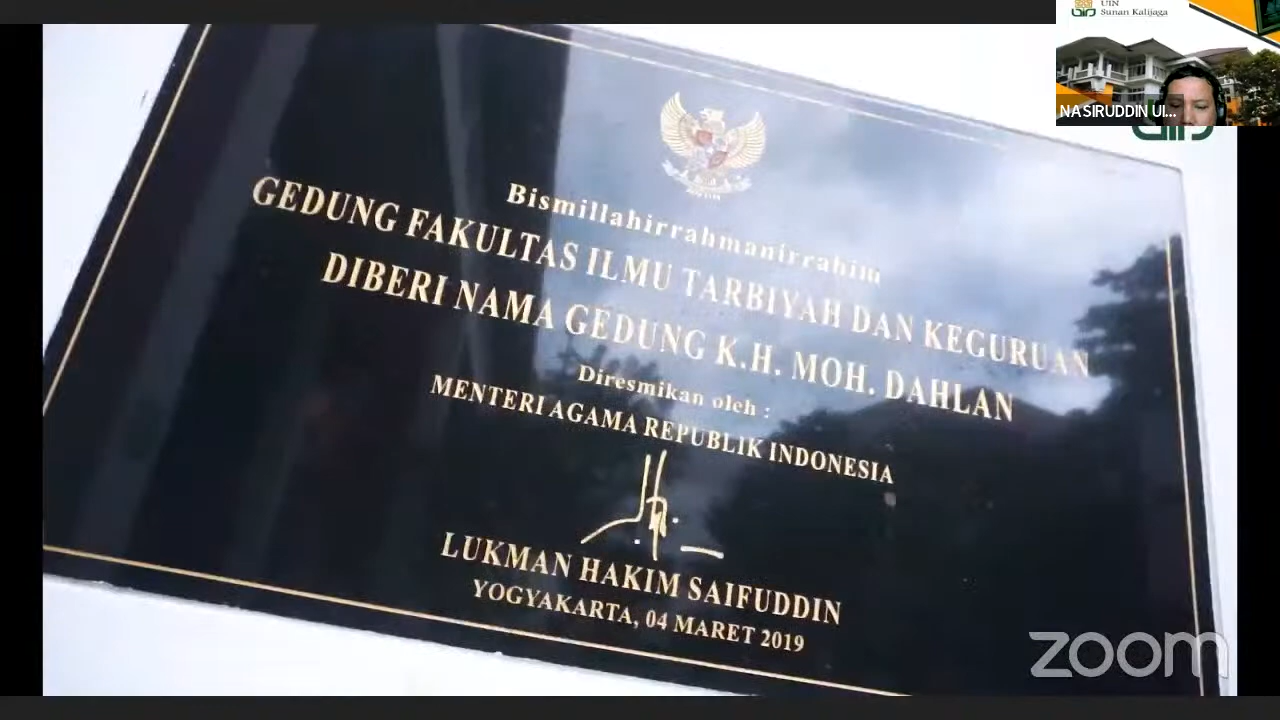 UIN
Sunan Kalijaga
NASIRUDDIN UI...
Bismillahirrahmanirrahim
GEDUNG FAKULTAS ILMU TARBIYAH DAN KEGURUAN
DIBERI NAMA GEDUNG K.H. MOH. DAHLAN
Diresmikan oleh :
MENTERI AGAMA REPUBLIK INDONESIA
LUKMAN HAKIM SAIFUDDIN
YOGYAKARTA, 04 MARET 2019
zoom